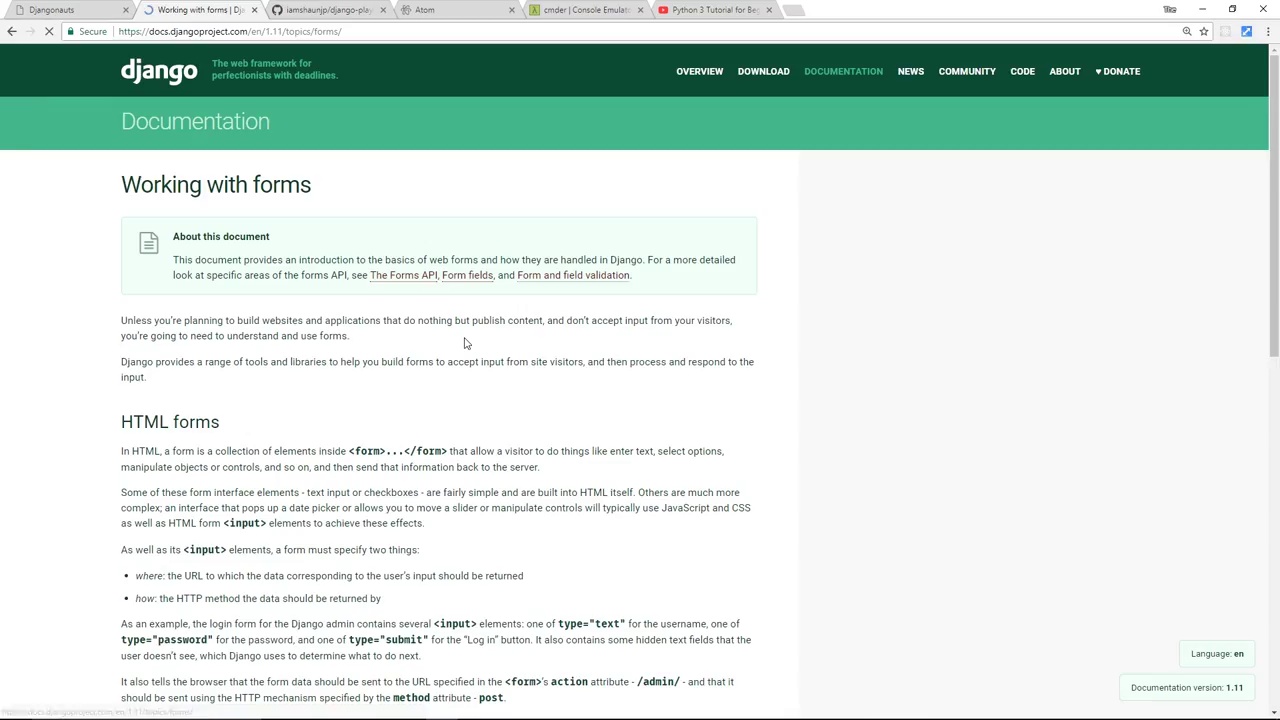 Djangonauts
Working with forms | Dja
iamshaunjp/django-play
Atom
cmder | Console Emulato
Python 3 Tutorial for Beg
The
Secure
https://docs.djangoproject.com/en/1.11/topics/forms/
django
The web framework for
perfectionists with deadlines.
OVERVIEW DOWNLOAD DOCUMENTATION NEWS COMMUNITY CODE ABOUT ♥ DONATE
Documentation
Working with forms
About this document
This document provides an introduction to the basics of web forms and how they are handled in Django. For a more detailed
look at specific areas of the forms API, see The Forms API, Form fields, and Form and field validation.
Unless you're planning to build websites and applications that do nothing but publish content, and don't accept input from your visitors,
you're going to need to understand and use forms.
Django provides a range of tools and libraries to help you build forms to accept input from site visitors, and then process and respond to the
input.
HTML forms
In HTML, a form is a collection of elements inside <form>...</form> that allow a visitor to do things like enter text, select options,
manipulate objects or controls, and so on, and then send that information back to the server.
Some of these form interface elements - text input or checkboxes - are fairly simple and are built into HTML itself. Others are much more
complex; an interface that pops up a date picker or allows you to move a slider or manipulate controls will typically use JavaScript and CSS
as well as HTML form <input> elements to achieve these effects.
As well as its <input> elements, a form must specify two things:
• where: the URL to which the data corresponding to the user's input should be returned
• how: the HTTP method the data should be returned by
As an example, the login form for the Django admin contains several <input> elements: one of type="text" for the username, one of
type="password" for the password, and one of type="submit" for the “Log in” button. It also contains some hidden text fields that the
user doesn't see, which Django uses to determine what to do next.
It also tells the browser that the form data should be sent to the URL specified in the <form>'s action attribute - /admin/ - and that it
should be sent using the HTTP mechanism specified by the method attribute - post.
Language: en
Documentation version: 1.11